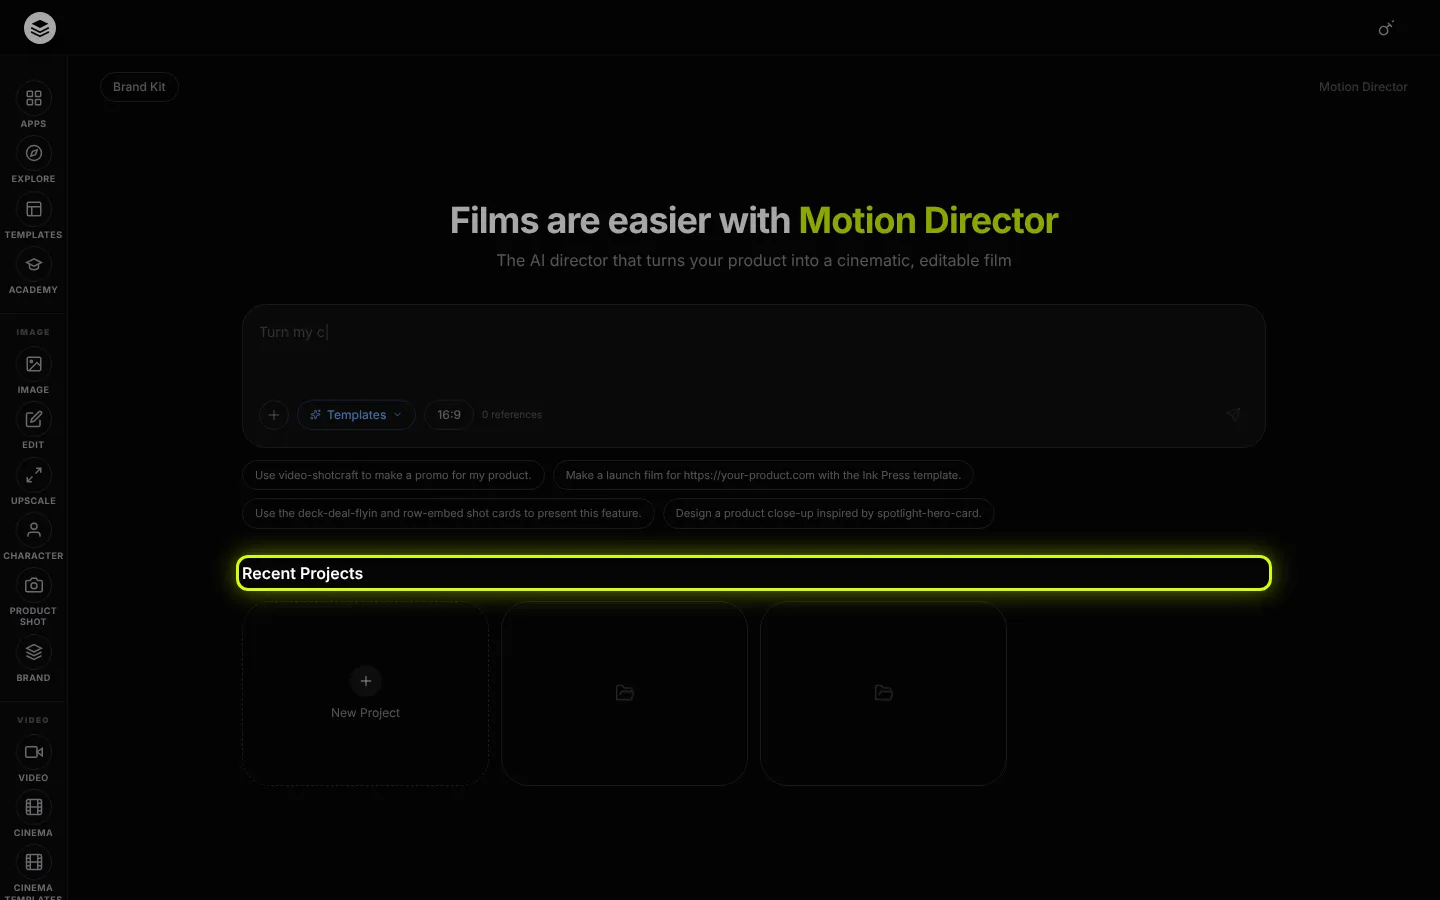 Brand Kit
Motion Director
APPS
EXPLORE
TEMPLATES
ACADEMY
IMAGE
IMAGE
EDIT
UPSCALE
CHARACTER
PRODUCT
SHOT
BRAND
VIDEO
VIDEO
CINEMA
CINEMA
TEMPLATES
Films are easier with Motion Director
The AI director that turns your product into a cinematic, editable film
Turn my c|
Templates
16:9
0 references
Use video-shotcraft to make a promo for my product.
Make a launch film for https://your-product.com with the Ink Press template.
Use the deck-deal-flyin and row-embed shot cards to present this feature.
Design a product close-up inspired by spotlight-hero-card.
Recent Projects
New Project